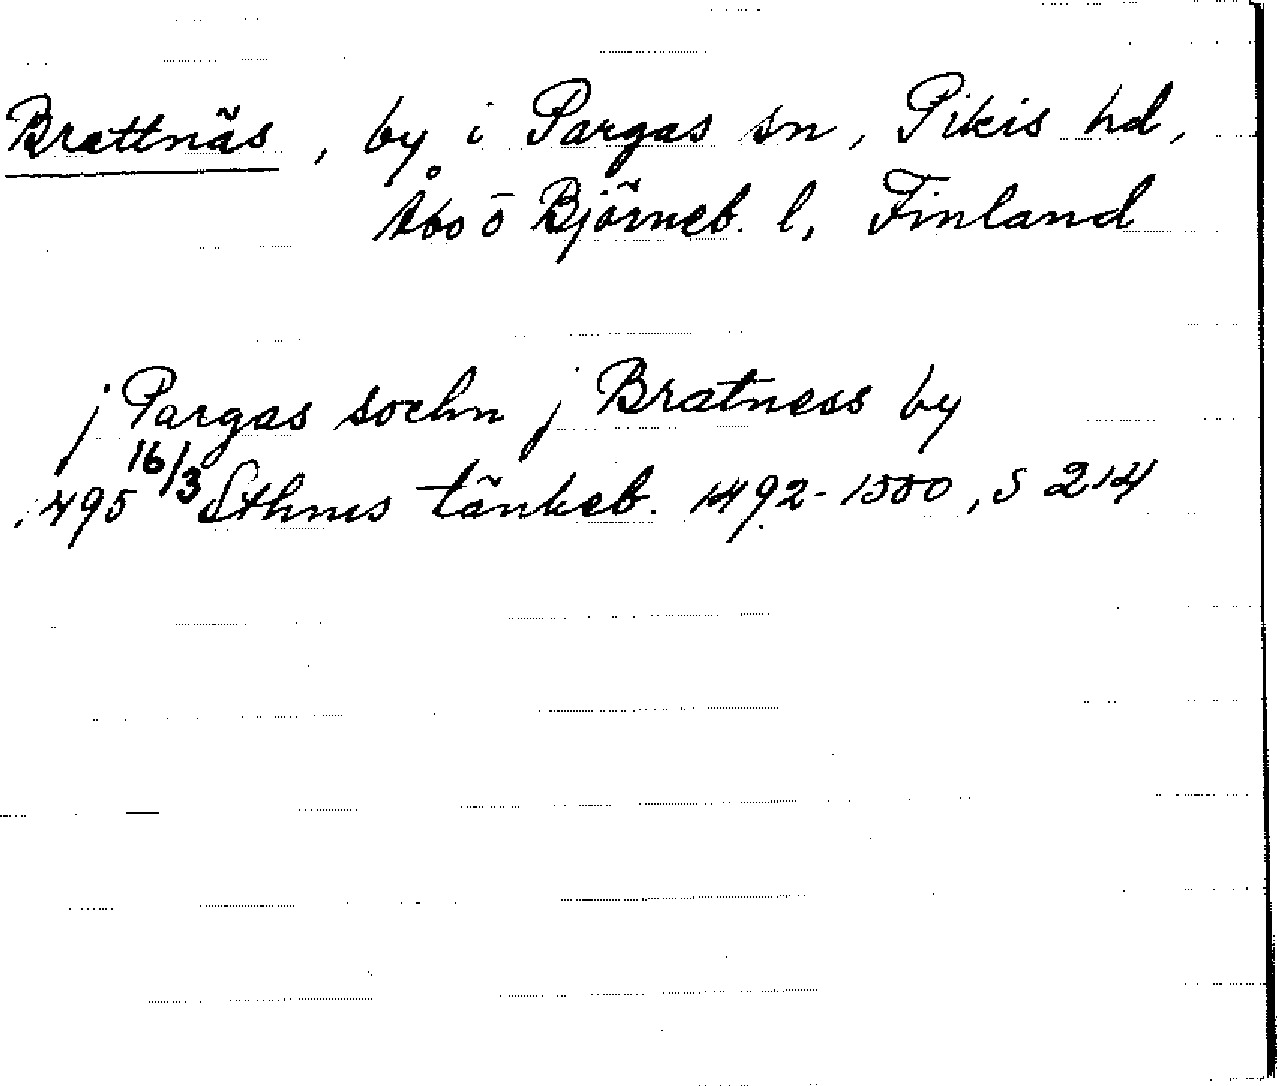 Brattnäs, by i Pargas sn, Pikis hd,
Åbo o Björneb. l, Finland
j Pargas sochn j Bratness by
1495 16/3 Sthms tänkeb. 1492-1500, s 214